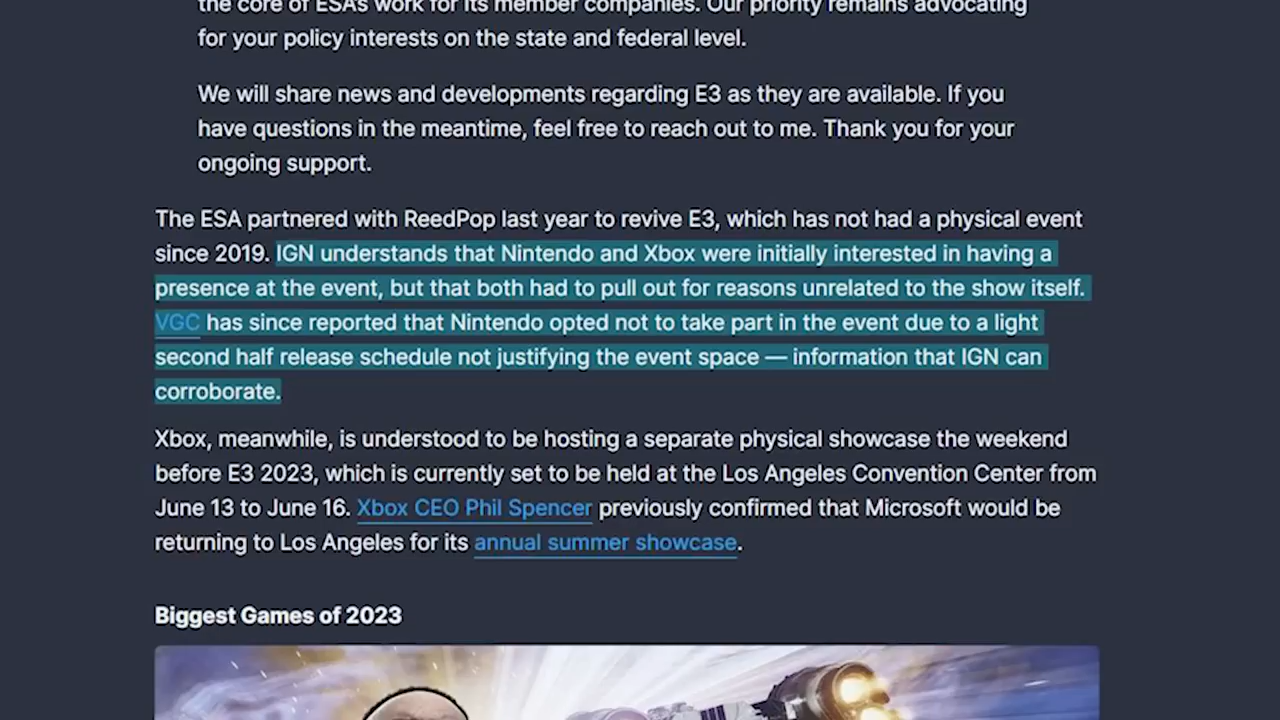 the core of ESAs work for its member companies. Our priority remains advocating
for your policy interests on the state and federal level.
We will share news and developments regarding E3 as they are available. If you
have questions in the meantime, feel free to reach out to me. Thank you for your
ongoing support.
The ESA partnered with ReedPop last year to revive E3, which has not had a physical event
since 2019. IGN understands that Nintendo and Xbox were initially interested in having a
presence at the event, but that both had to pull out for reasons unrelated to the show itself.
VGC has since reported that Nintendo opted not to take part in the event due to a light
second half release schedule not justifying the event space — information that IGN can
corroborate.
Xbox, meanwhile, is understood to be hosting a separate physical showcase the weekend
before E3 2023, which is currently set to be held at the Los Angeles Convention Center from
June 13 to June 16. Xbox CEO Phil Spencer previously confirmed that Microsoft would be
returning to Los Angeles for its annual summer showcase.
Biggest Games of 2023